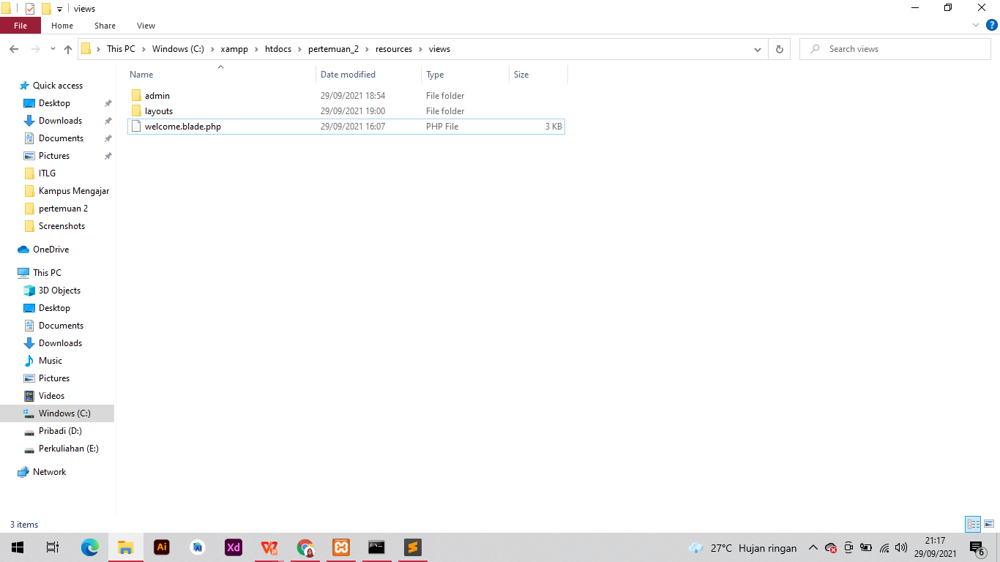 views
File Home Share View
This PC Windows (C:) xampp htdocs pertemuan_2 resources views
Search views
Name Date modified Type Size
admin 29/09/2021 18:54 File folder
layouts 29/09/2021 19:00 File folder
welcome.blade.php 29/09/2021 16:07 PHP File 3 KB
Quick access
Desktop
Downloads
Documents
Pictures
ITLG
Kampus Mengajar
pertemuan 2
Screenshots
OneDrive
This PC
3D Objects
Desktop
Documents
Downloads
Music
Pictures
Videos
Windows (C:)
Pribadi (D:)
Perkuliahan (E:)
Network
3 items
Ai
Xd
27°C Hujan ringan
21:17
29/09/2021
6